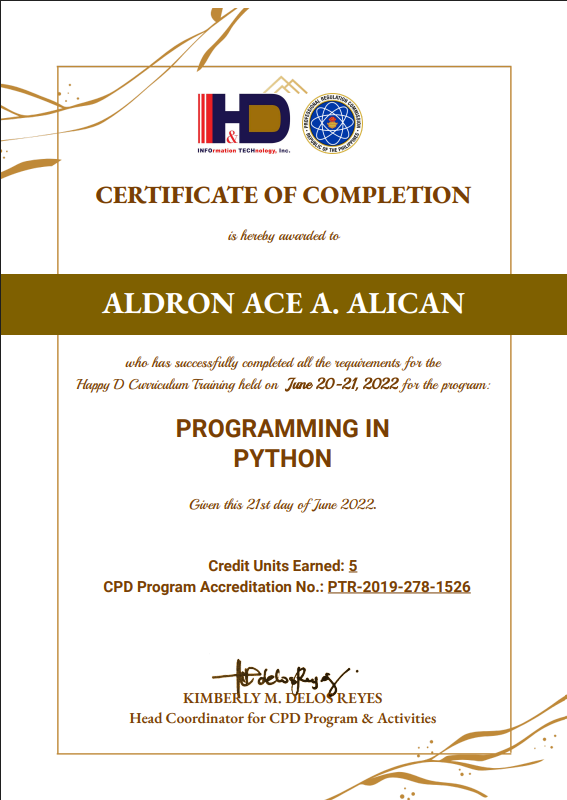 H&D
INFOrmation TECHnology, Inc.
PROFESSIONAL REGULATION COMMISSION
REPUBLIC OF THE PHILIPPINES
CERTIFICATE OF COMPLETION
is hereby awarded to
ALDRON ACE A. ALICAN
who has successfully completed all the requirements for tbe
Happy D Curriculum Training held on June 20-21, 2022 for the program:
PROGRAMMING IN
PYTHON
Given this 21st day of June 2022.
Credit Units Earned: 5
CPD Program Accreditation No.: PTR-2019-278-1526
KMdelosReyes
KIMBERLY M. DELOS REYES
Head Coordinator for CPD Program & Activities